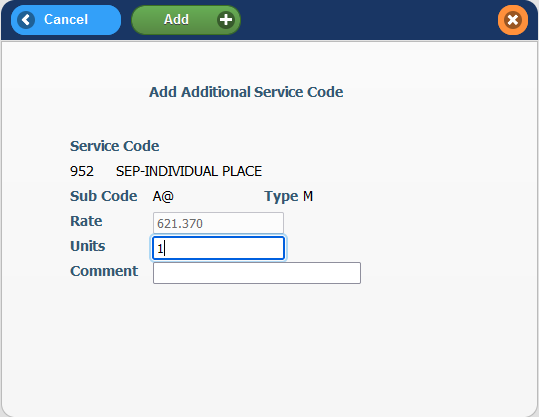 Cancel Add
Add Additional Service Code
Service Code
952 SEP-INDIVIDUAL PLACE
Sub Code A@ Type M
Rate 621.370
Units 1
Comment